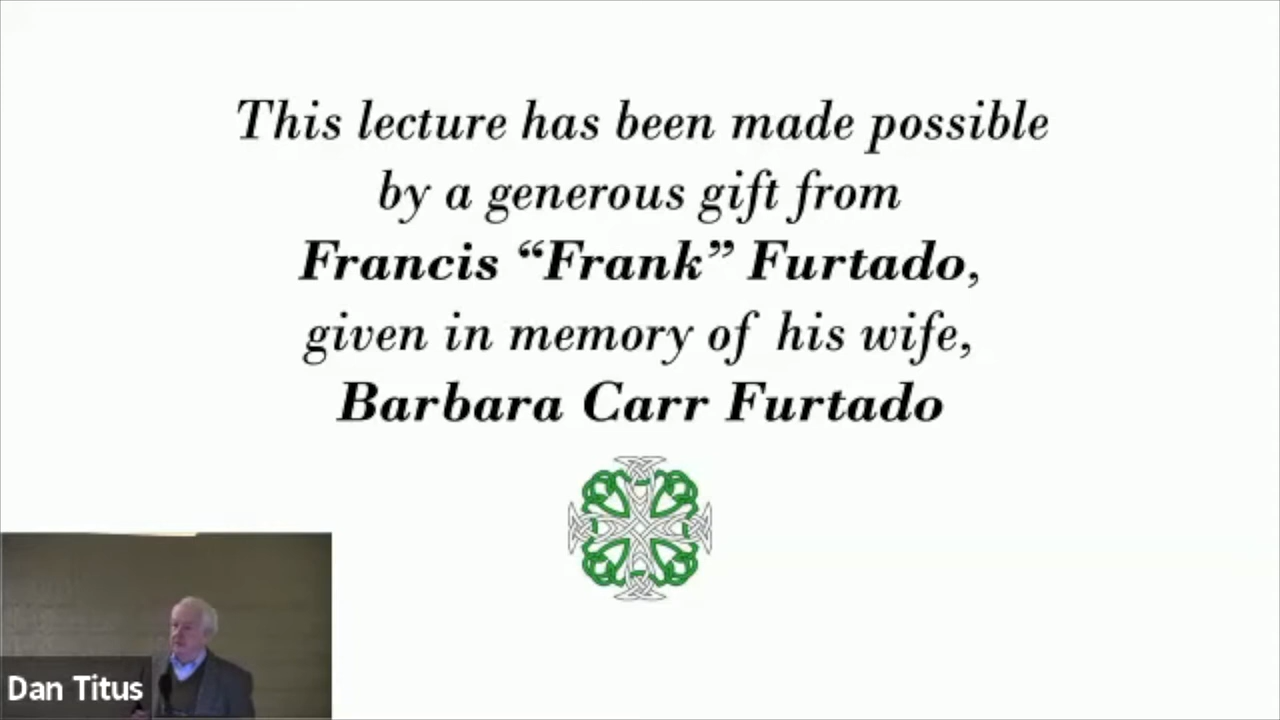 This lecture has been made possible
by a generous gift from
Francis “Frank” Furtado,
given in memory of his wife,
Barbara Carr Furtado
Dan Titus